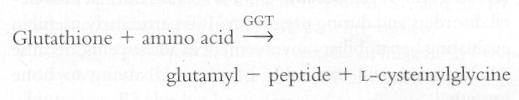 GGT
Glutathione + amino acid ⟶
glutamyl – peptide + L-cysteinylglycine